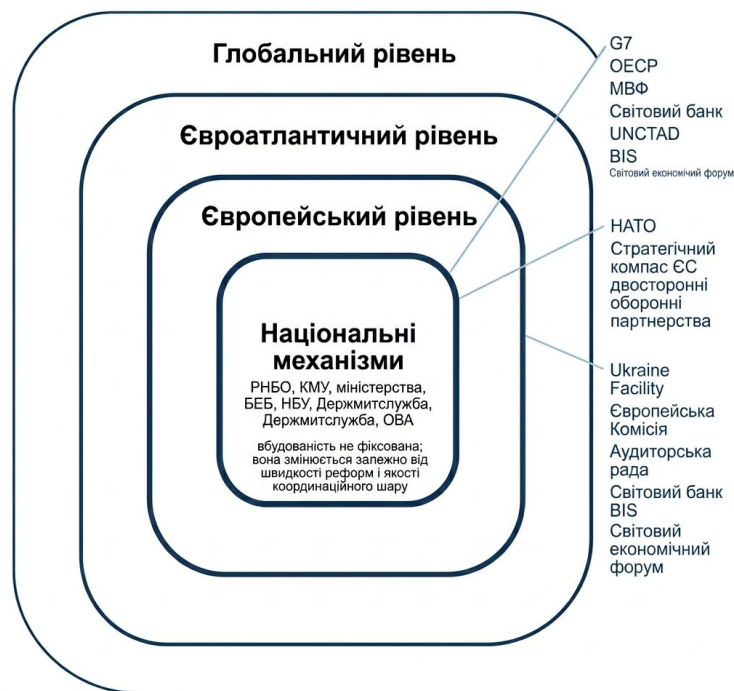 Глобальний рівень
Євроатлантичний рівень
Європейський рівень
Національні
механізми
РНБО, КМУ, міністерства,
БЕБ, НБУ, Держмитслужба,
Держмитслужба, ОВА
вбудованість не фіксована;
вона змінюється запежно від
швидкості реформ і якості
координаційного шару
G7
ОЕСР
МВФ
Світовий банк
UNCTAD
BIS
Світовий економічий форум
НАТО
Стратегічний
компас ЄС
двосторонні
оборонні
партнерства
Ukraine
Facility
Європейська
Комісія
Аудиторська
рада
Світовий банк
BIS
Світовий
економічний
форум